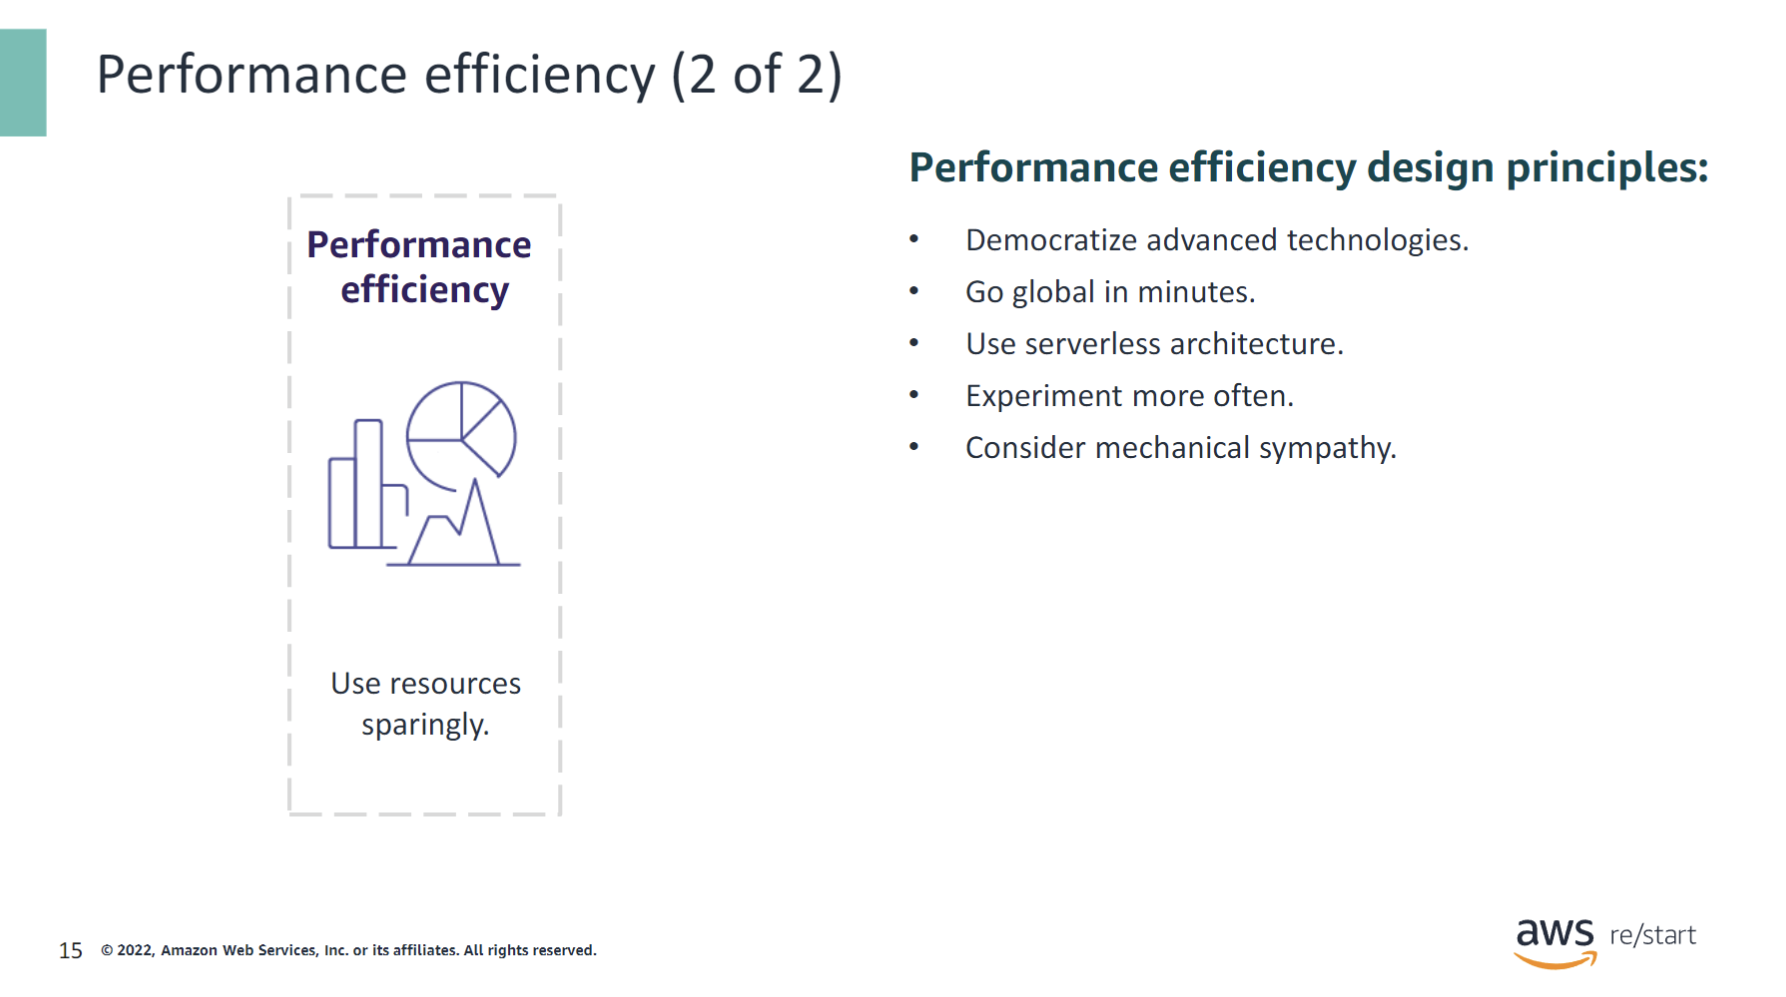 Performance efficiency (2 of 2)
Performance
efficiency
Use resources
sparingly.
Performance efficiency design principles:
• Democratize advanced technologies.
• Go global in minutes.
• Use serverless architecture.
• Experiment more often.
• Consider mechanical sympathy.
15 © 2022, Amazon Web Services, Inc. or its affiliates. All rights reserved.
aws re/start